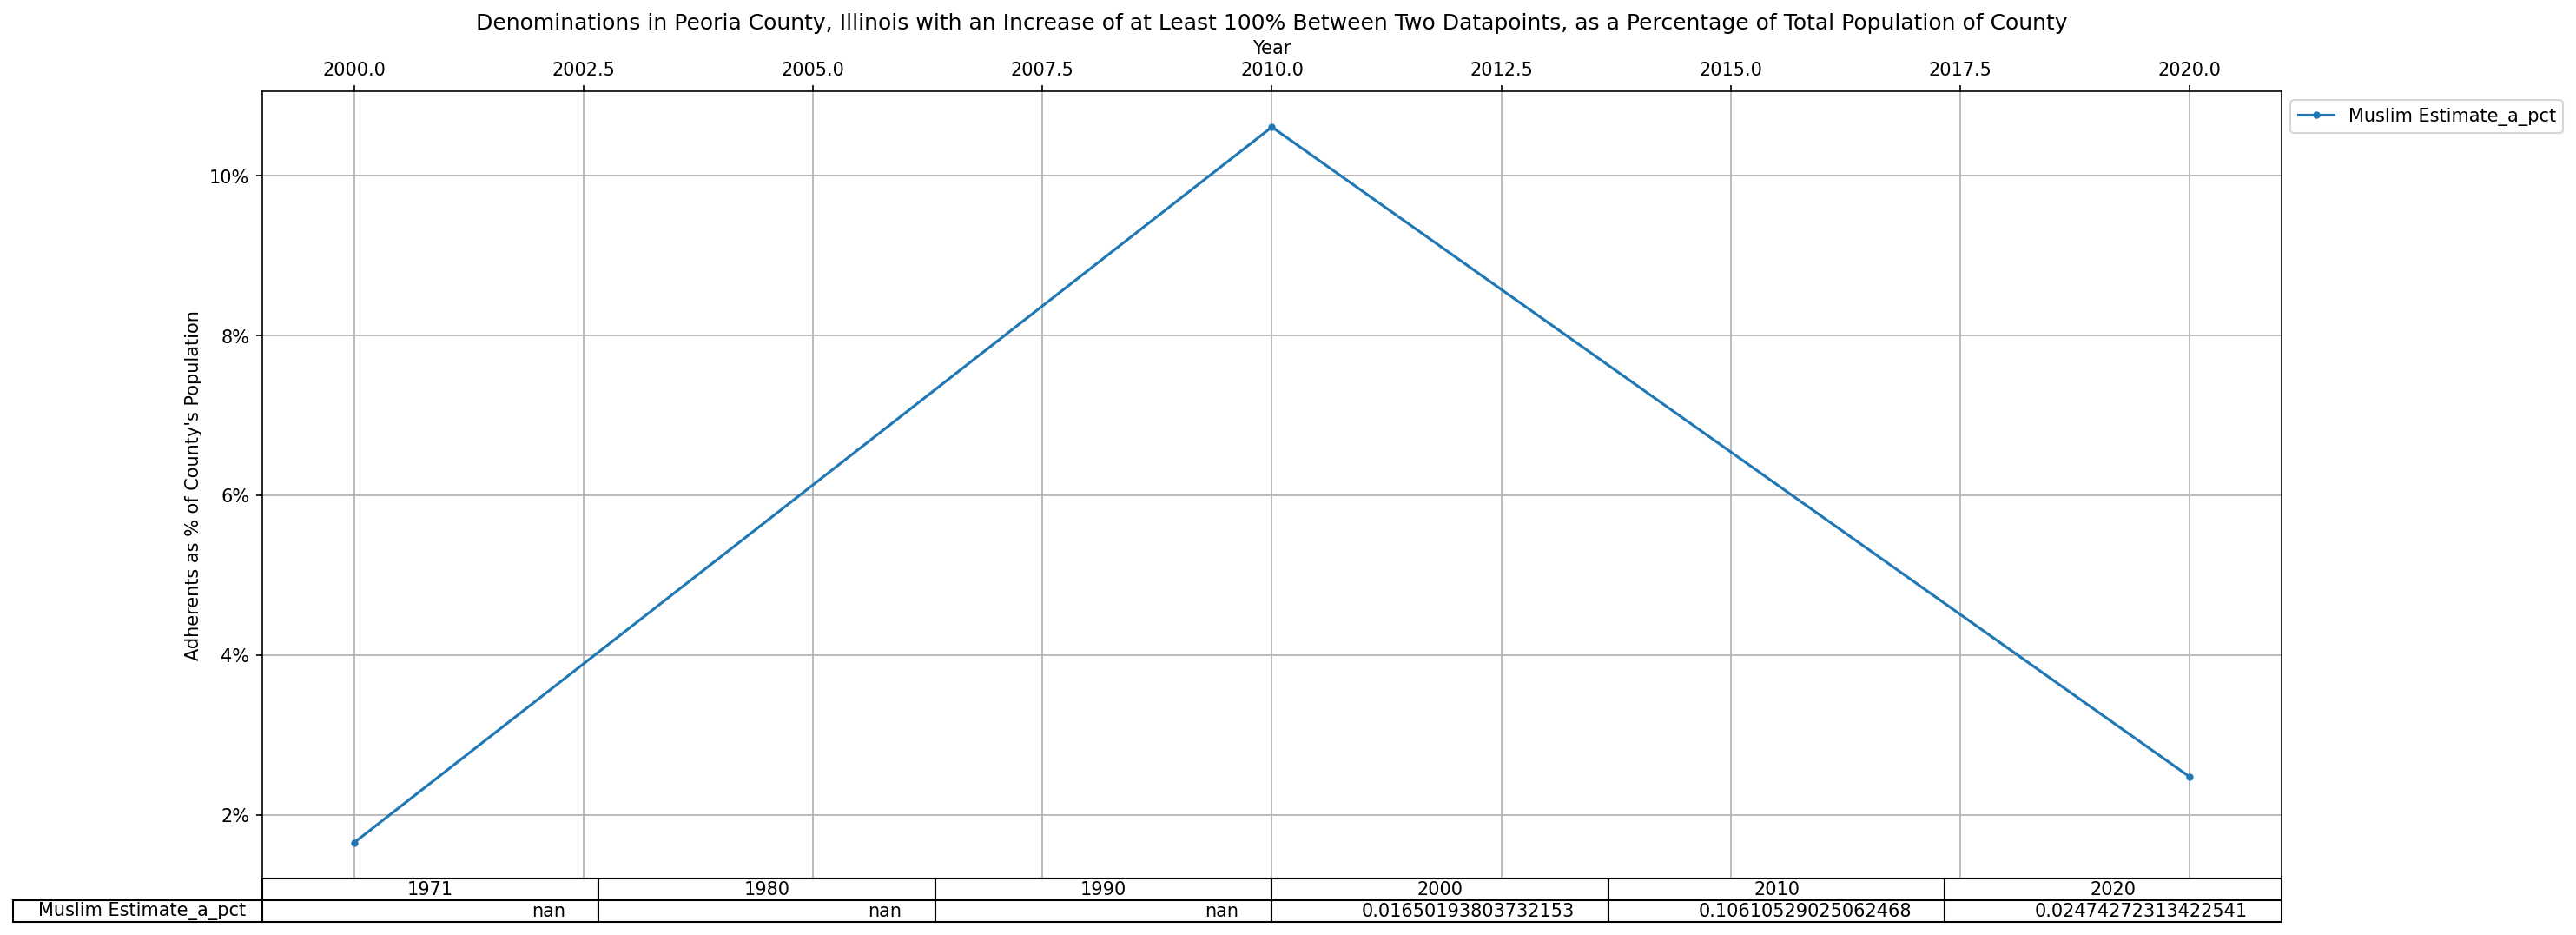 Denominations in Peoria County, Illinois with an Increase of at Least 100% Between Two Datapoints, as a Percentage of Total Population of County
Year
2000.0 2002.5 2005.0 2007.5 2010.0 2012.5 2015.0 2017.5 2020.0
Muslim Estimate_a_pct
10%
8%
6%
4%
2%
Adherents as % of County's Population
1971 1980 1990 2000 2010 2020
Muslim Estimate_a_pct nan nan nan 0.01650193803732153 0.10610529025062468 0.02474272313422541